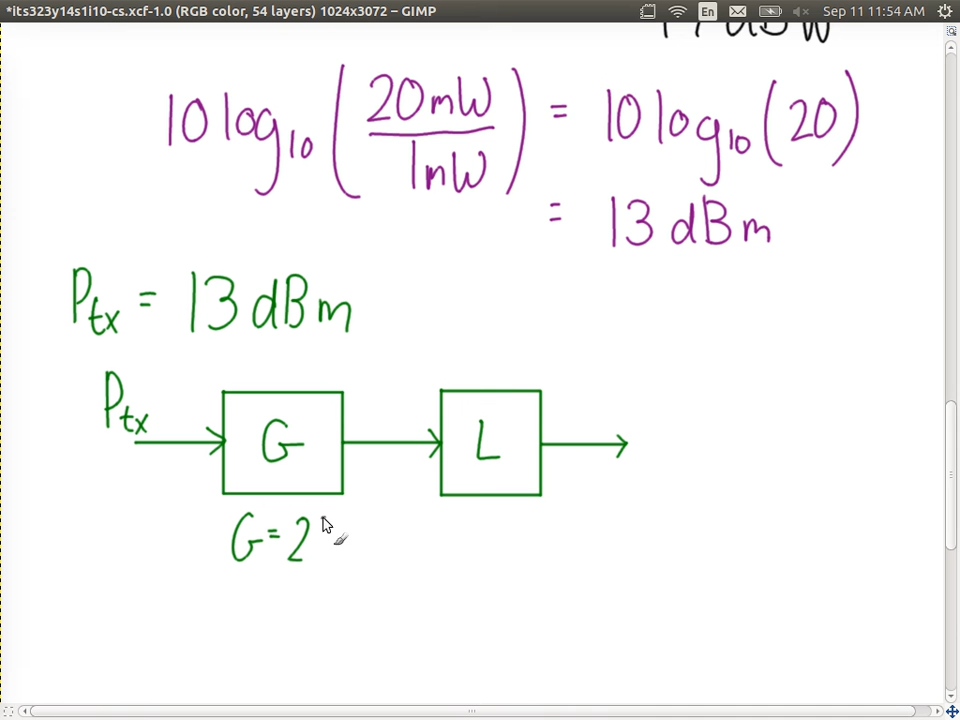 *its323y14s1i10-cs.xcf-1.0 (RGB color, 54 layers) 1024x3072 – GIMP
En
Sep 11 11:54 AM
10 log10 (20mW / 1mW) = 10 log10 (20)
= 13 dBm
Ptx = 13 dBm
Ptx
G
L
G = 2